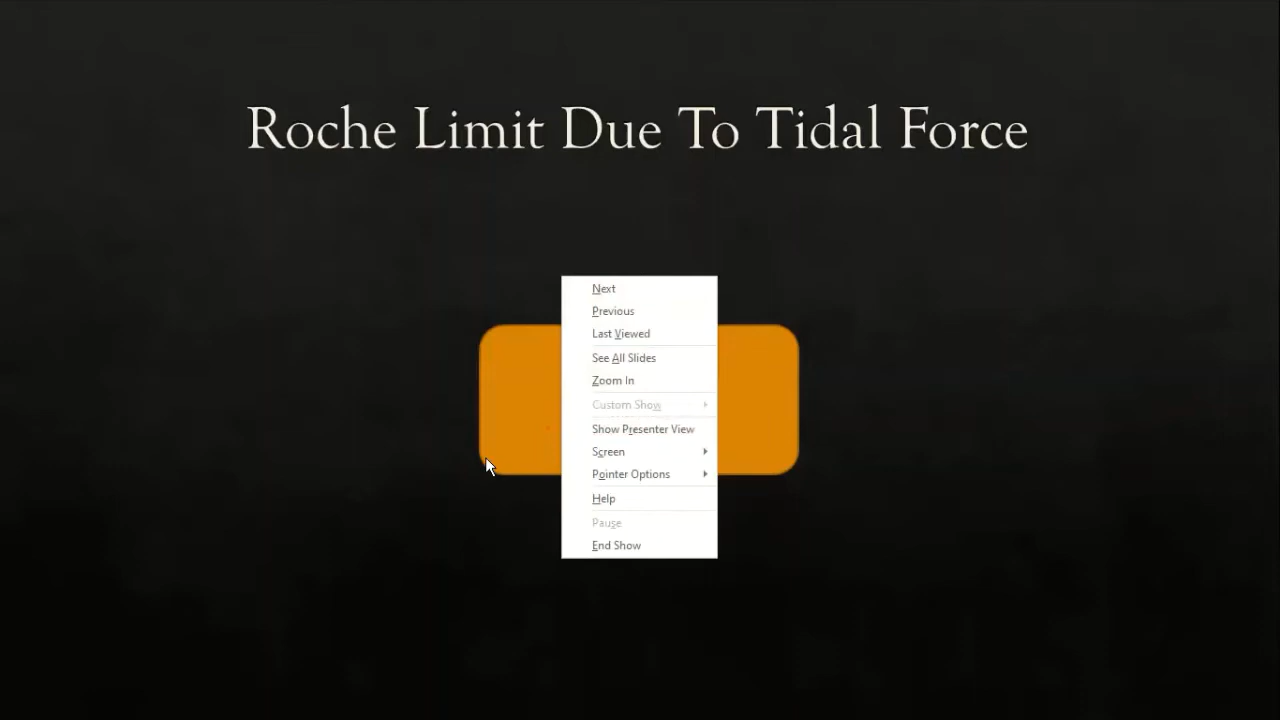 Roche Limit Due To Tidal Force
Next
Previous
Last Viewed
See All Slides
Zoom In
Custom Show
Show Presenter View
Screen
Pointer Options
Help
Pause
End Show